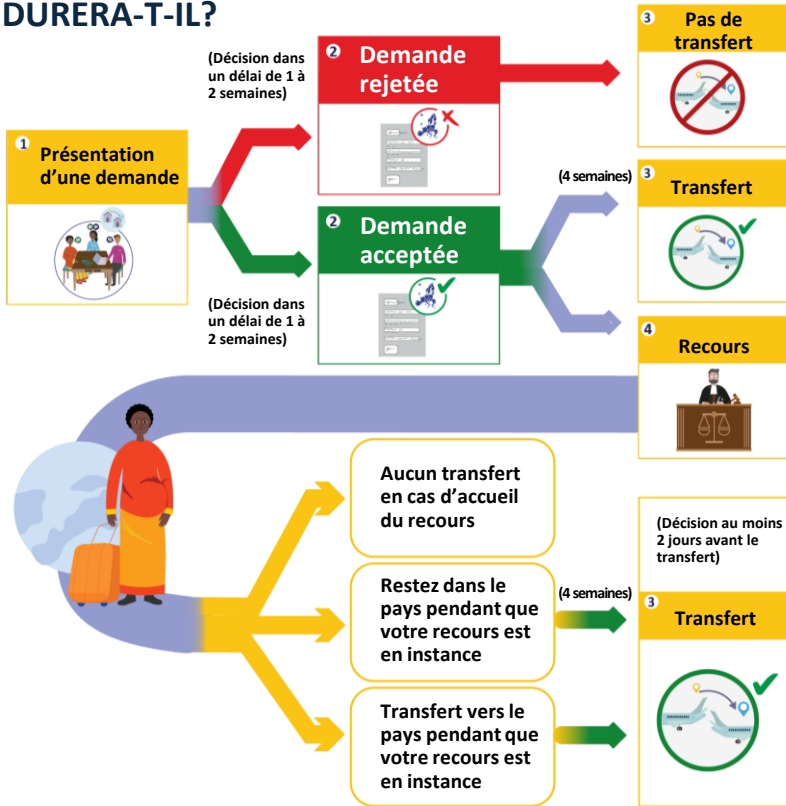 DURERA-T-IL?
(Décision dans
un délai de 1 à
2 semaines)
2 Demande
rejetée
3 Pas de
transfert
1 Présentation
d’une demande
(4 semaines)
3 Transfert
2 Demande
acceptée
(Décision dans
un délai de 1 à
2 semaines)
4 Recours
Aucun transfert
en cas d’accueil
du recours
(Décision au moins
2 jours avant le
transfert)
Restez dans le
pays pendant que
votre recours est
en instance
(4 semaines)
3 Transfert
Transfert vers le
pays pendant que
votre recours est
en instance